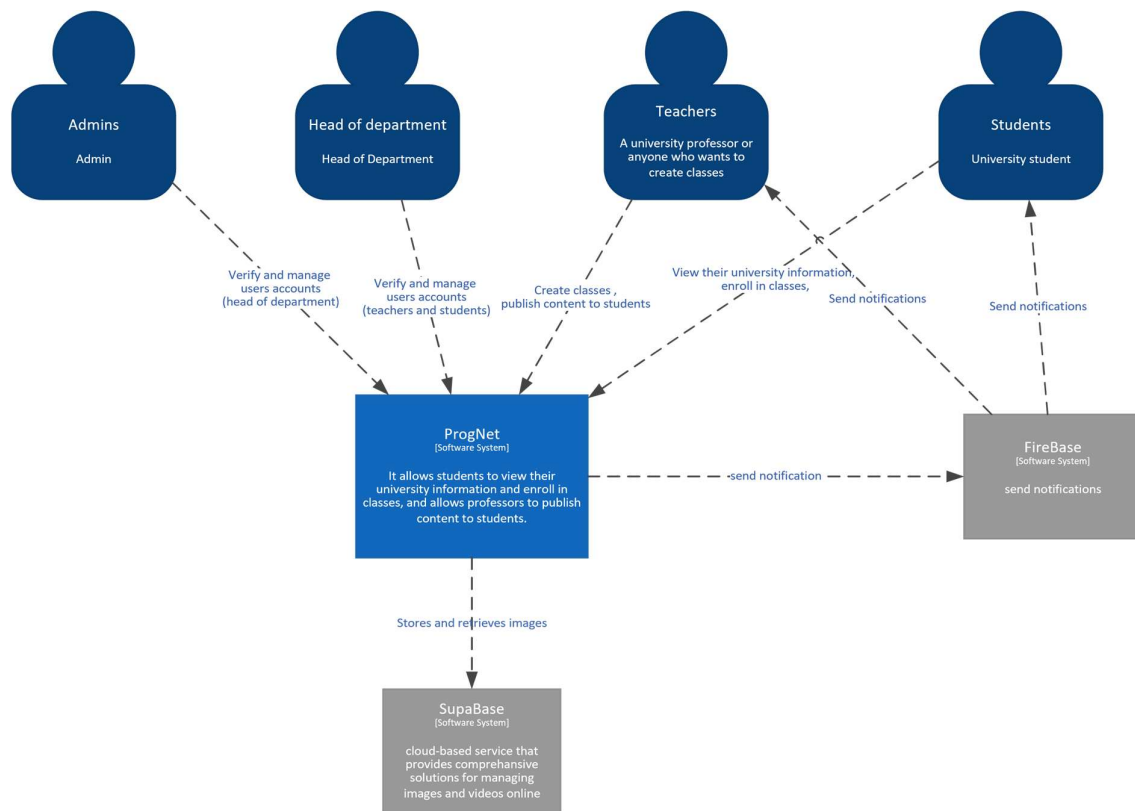 Admins
Admin
Head of department
Head of Department
Teachers
A university professor or
anyone who wants to
create classes
Students
University student
Verify and manage
users accounts
(head of department)
Verify and manage
users accounts
(teachers and students)
Create classes ,
publish content to students
View their university information,
enroll in classes,
Send notifications
Send notifications
ProgNet
[Software System]
It allows students to view their
university information and enroll in
classes, and allows professors to publish
content to students.
send notification
FireBase
[Software System]
send notifications
Stores and retrieves images
SupaBase
[Software System]
cloud-based service that
provides comprehansive
solutions for managing
images and videos online